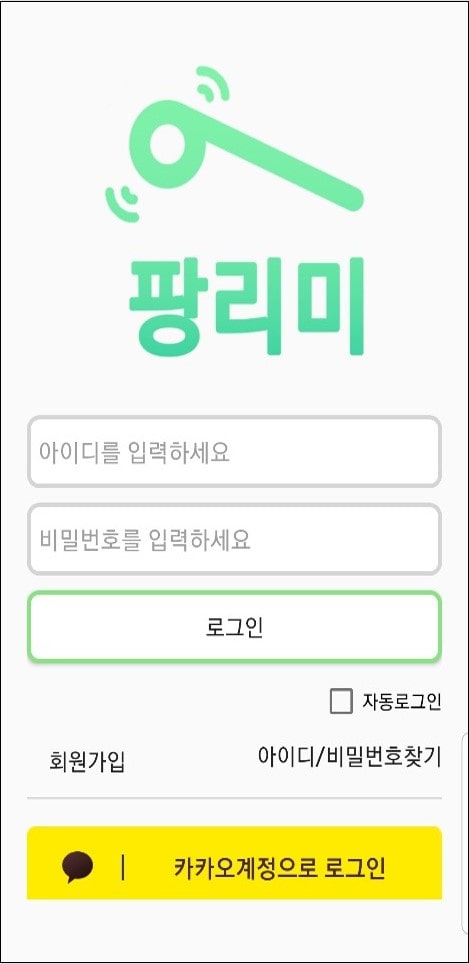 팡리미
아이디를 입력하세요
비밀번호를 입력하세요
로그인
자동로그인
회원가입
아이디/비밀번호찾기
카카오계정으로 로그인